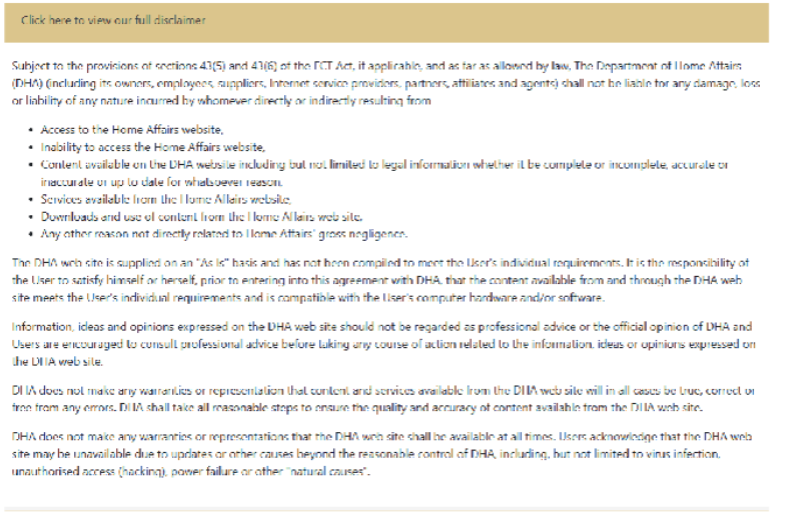 Click here to view our full disclaimer
Subject to the provisions of sections 43(5) and 43(6) of the ECT Act, if applicable, and as far as allowed by law, The Department of Home Affairs
(DHA) (including its owners, employees, suppliers, Internet service providers, partners, affiliates and agents) shall not be liable for any damage, loss
or liability of any nature incurred by whomever directly or indirectly resulting from
• Access to the Home Affairs website,
• Inability to access the Home Affairs website,
• Content available on the DHA website including but not limited to legal information whether it be complete or incomplete, accurate or
inaccurate or up to date for whatsoever reason.
• Services available from the Home Affairs website,
• Downloads and use of content from the Home Affairs web site.
• Any other reason not directly related to Home Affairs' gross negligence.
The DHA web site is supplied on an "As Is" basis and has not been compiled to meet the User's individual requirements. It is the responsibility of
the User to satisfy himself or herself, prior to entering into this agreement with DHA, that the content available from and through the DHA web
site meets the User's individual requirements and is compatible with the User's computer hardware and/or software.
Information, ideas and opinions expressed on the DHA web site should not be regarded as professional advice or the official opinion of DHA and
Users are encouraged to consult professional advice before taking any course of action related to the information, ideas or opinions expressed on
the DHA web site.
DHA does not make any warranties or representation that content and services available from the DHA web site will in all cases be true, correct or
free from any errors. DHA shall take all reasonable steps to ensure the quality and accuracy of content available from the DHA web site.
DHA does not make any warranties or representations that the DHA web site shall be available at all times. Users acknowledge that the DHA web
site may be unavailable due to updates or other causes beyond the reasonable control of DHA, including, but not limited to virus infection,
unauthorised access (hacking), power failure or other "natural causes".